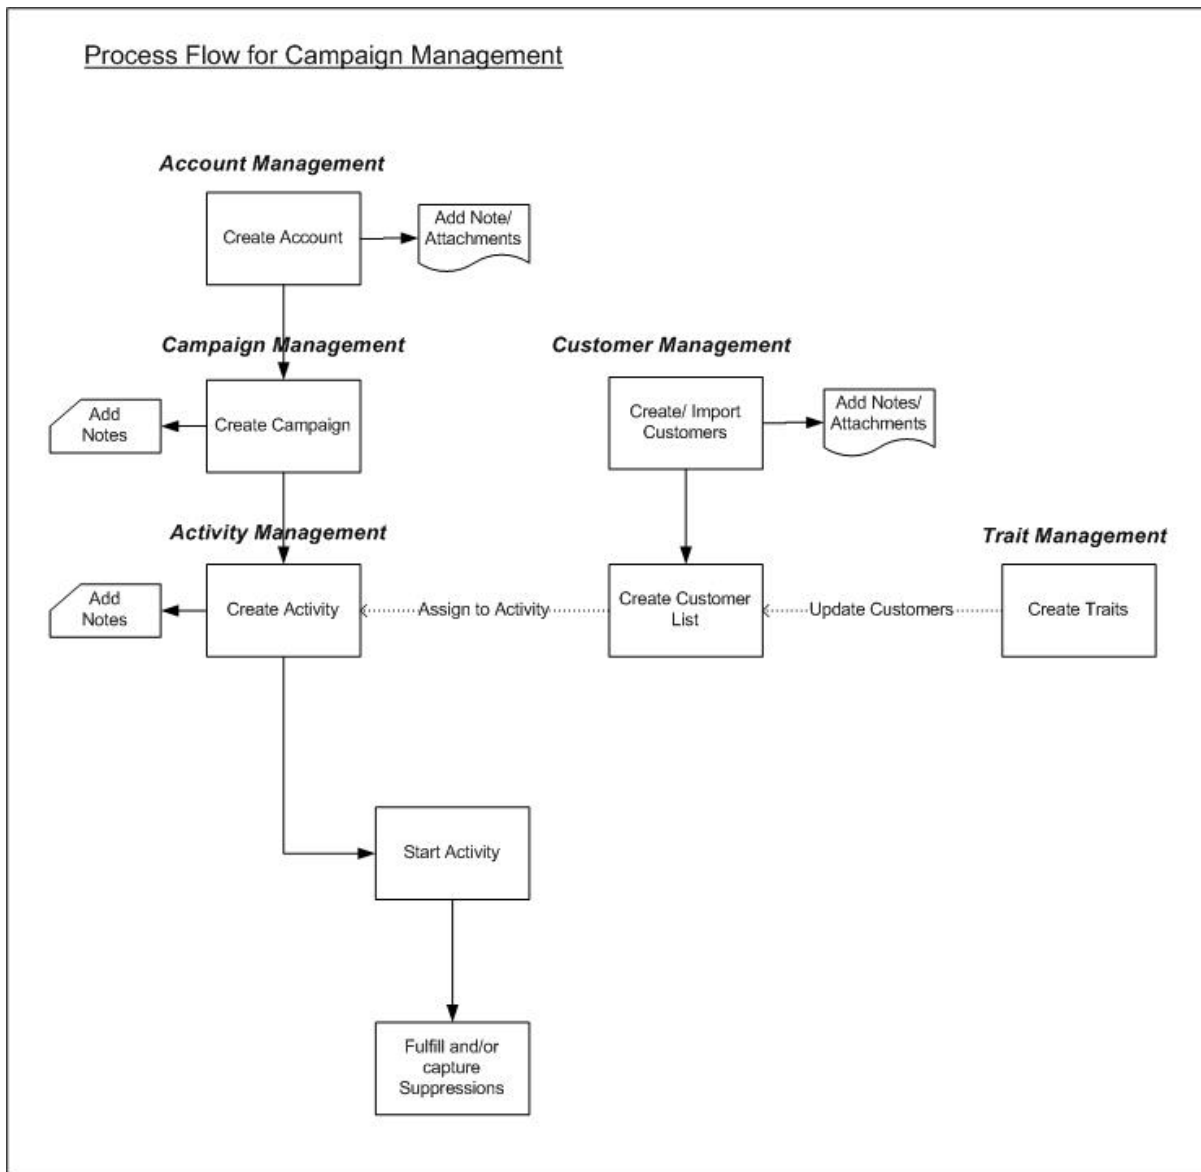 Process Flow for Campaign Management
Account Management
Create Account
Add Note/
Attachments
Campaign Management
Customer Management
Add
Notes
Create Campaign
Create/ Import
Customers
Add Notes/
Attachments
Activity Management
Trait Management
Add
Notes
Create Activity
Assign to Activity
Create Customer
List
Update Customers
Create Traits
Start Activity
Fulfill and/or
capture
Suppressions